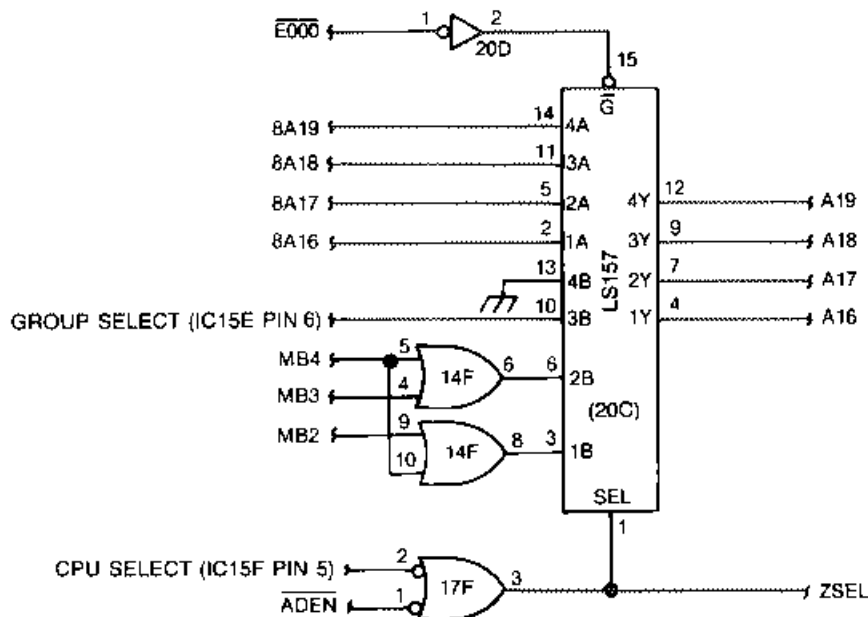 E000 1 2
20D
15
G
8A19 14 4A
8A18 11 3A
8A17 5 2A 4Y 12 A19
8A16 2 1A 3Y 9 A18
13 4B 2Y 7 A17
GROUP SELECT (IC15E PIN 6) 10 3B 1Y 4 A16
LS157
MB4 5
14F 6 6 2B
MB3 4
(20C)
MB2 9
14F 8 3 1B
10
SEL
1
CPU SELECT (IC15F PIN 5) 2
17F 3 ZSEL
ADEN 1